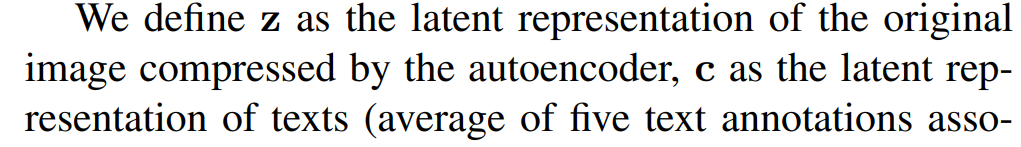 We define z as the latent representation of the original
image compressed by the autoencoder, c as the latent rep-
resentation of texts (average of five text annotations asso-